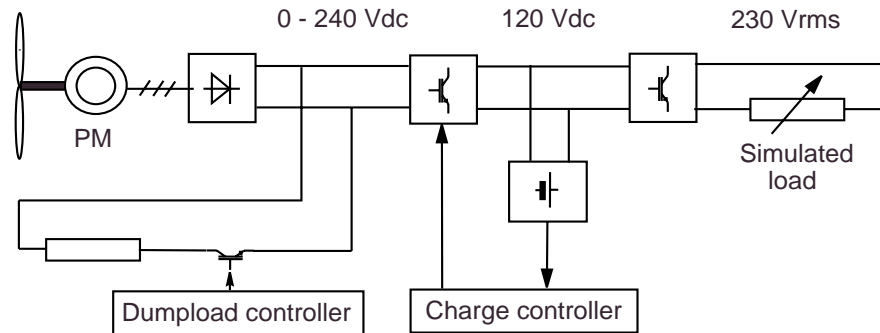 0 - 240 Vdc
120 Vdc
230 Vrms
PM
Simulated
load
Dumpload controller
Charge controller